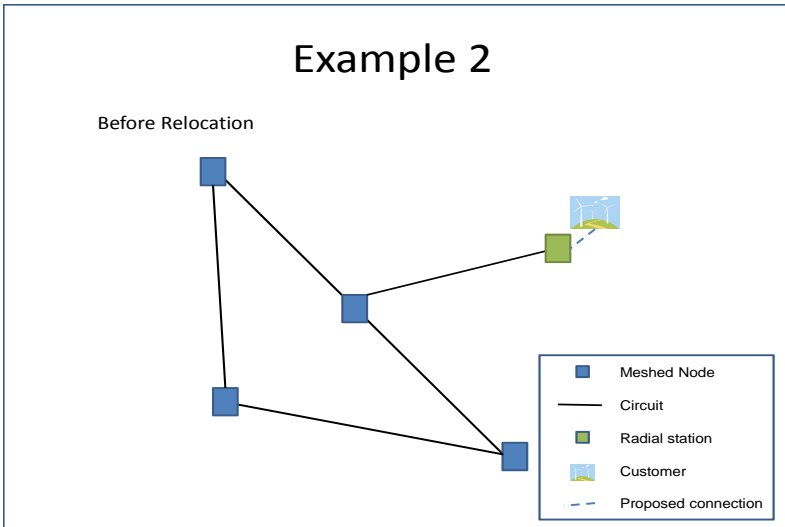 Example 2
Before Relocation
Meshed Node
Circuit
Radial station
Customer
Proposed connection